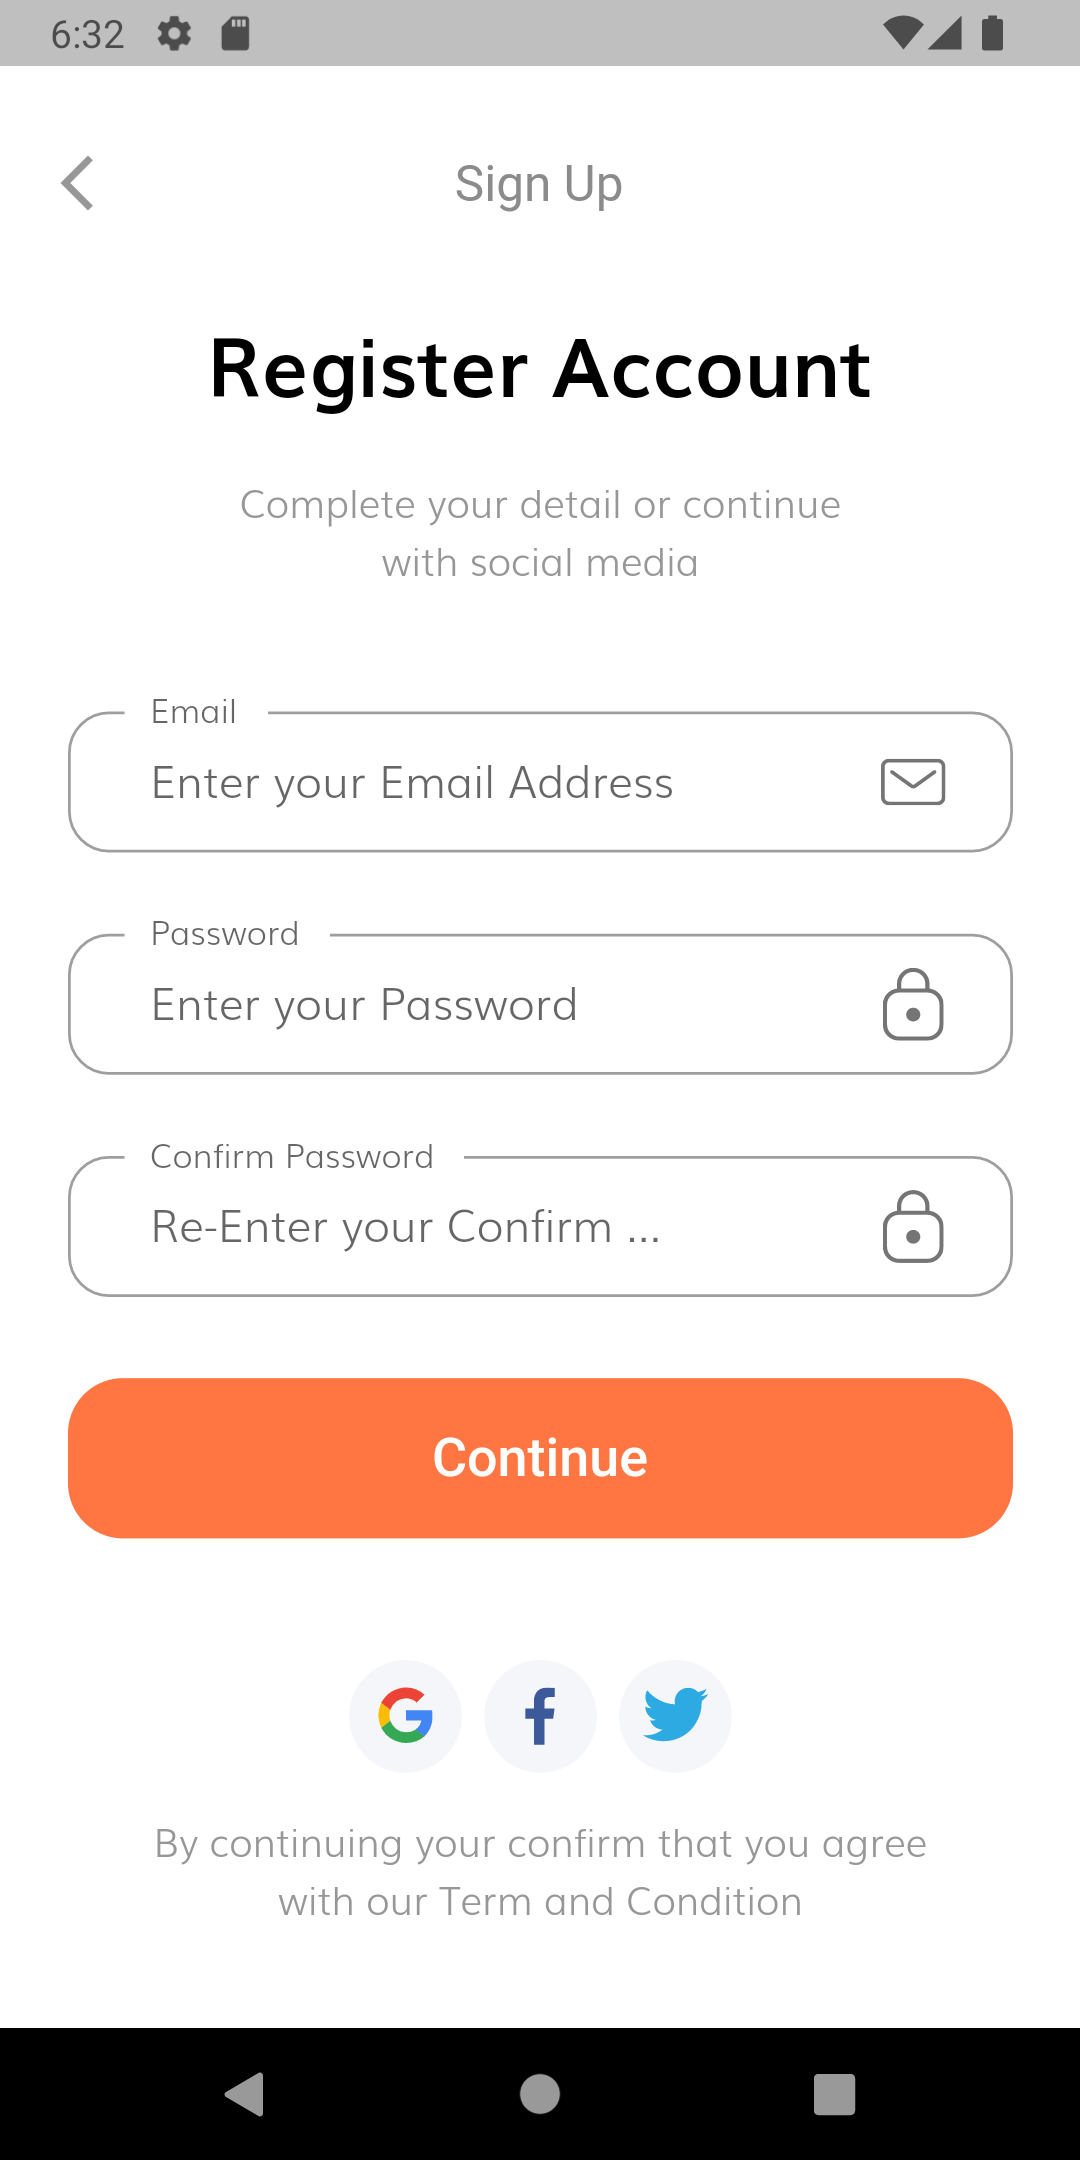 6:32
Sign Up
Register Account
Complete your detail or continue
with social media
Email
Enter your Email Address
Password
Enter your Password
Confirm Password
Re-Enter your Confirm ...
Continue
By continuing your confirm that you agree
with our Term and Condition